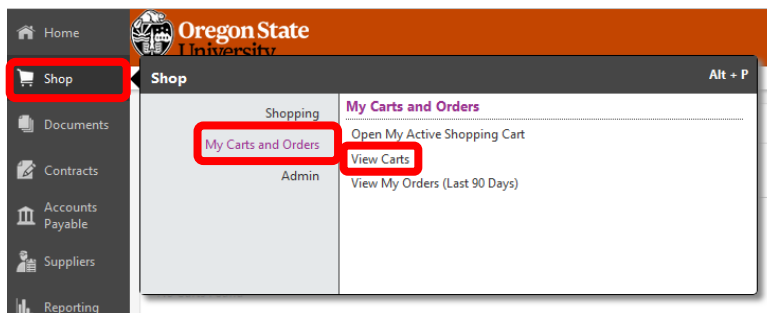 Home
Oregon State
University
Shop
Shop
Alt + P
Documents
Contracts
Accounts
Payable
Suppliers
Reporting
Shopping
My Carts and Orders
Admin
My Carts and Orders
Open My Active Shopping Cart
View Carts
View My Orders (Last 90 Days)